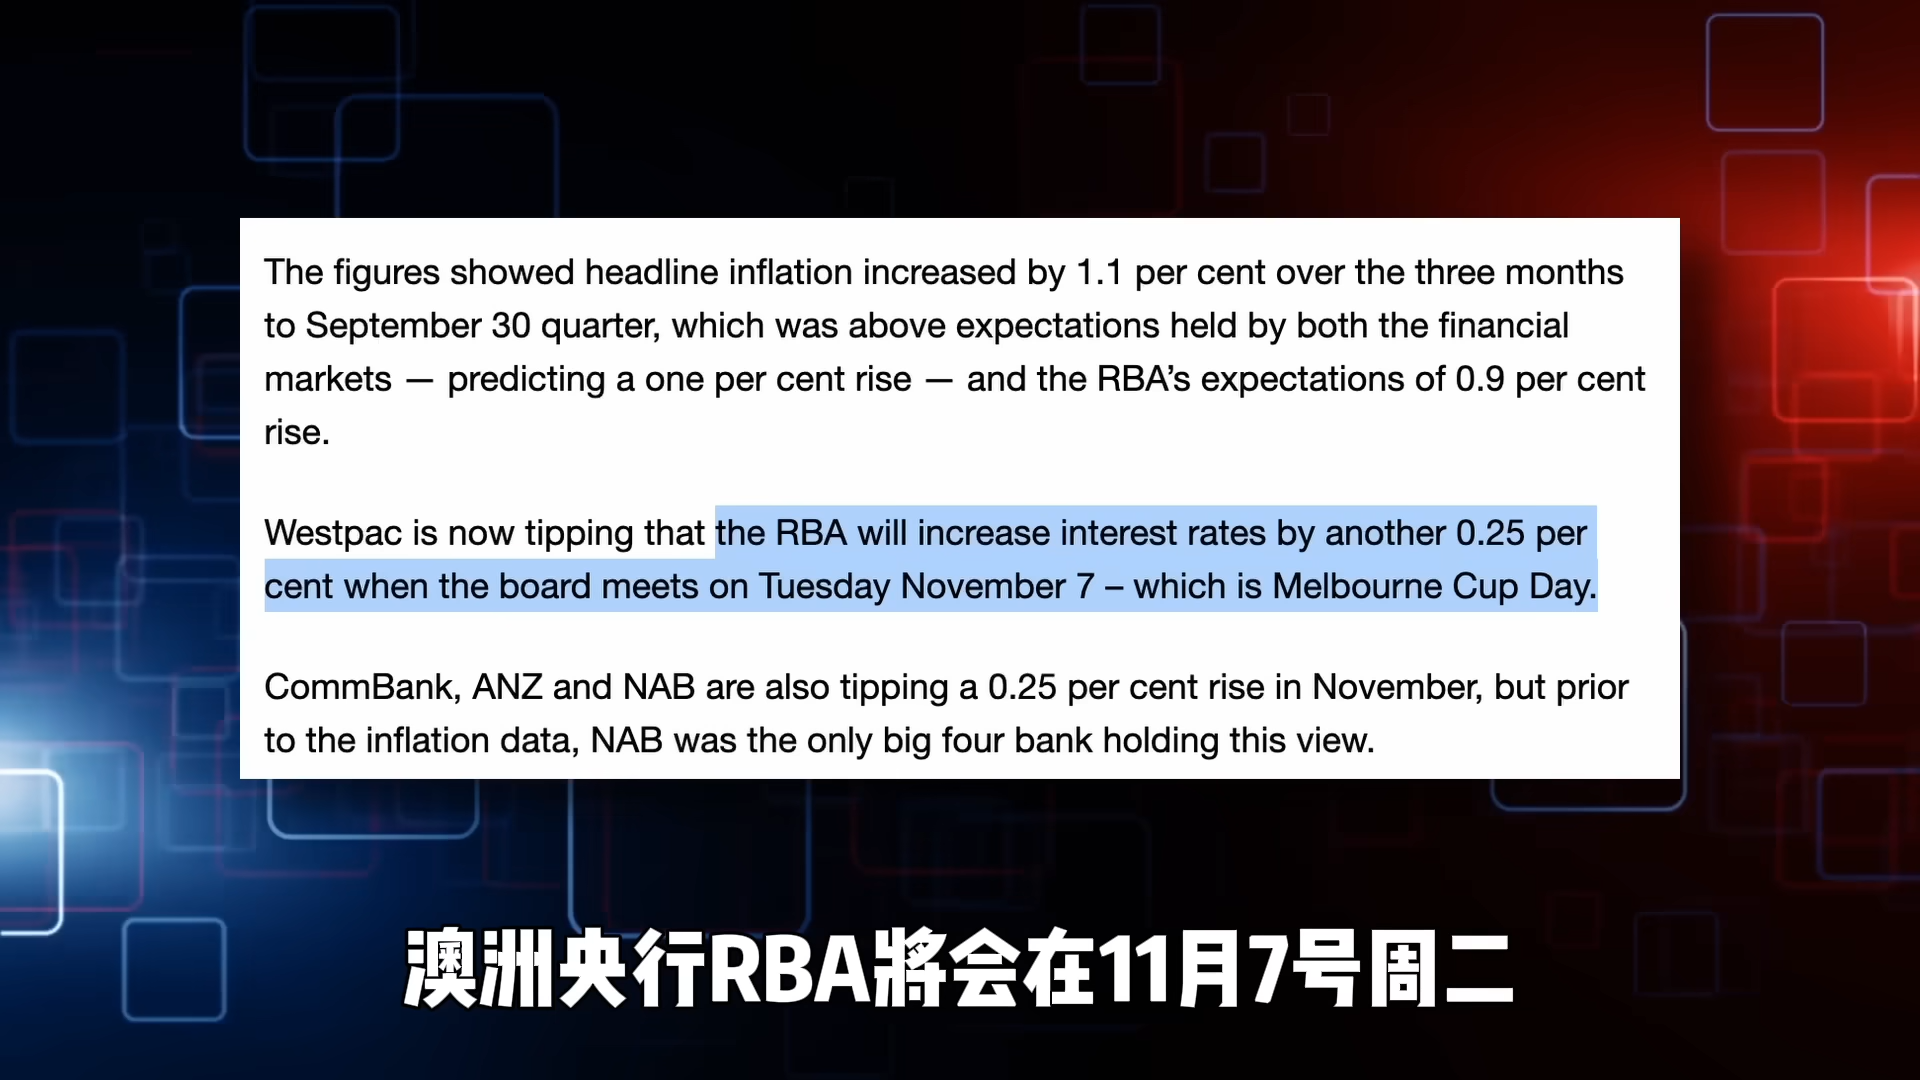 The figures showed headline inflation increased by 1.1 per cent over the three months
to September 30 quarter, which was above expectations held by both the financial
markets — predicting a one per cent rise — and the RBA’s expectations of 0.9 per cent
rise.
Westpac is now tipping that the RBA will increase interest rates by another 0.25 per
cent when the board meets on Tuesday November 7 – which is Melbourne Cup Day.
CommBank, ANZ and NAB are also tipping a 0.25 per cent rise in November, but prior
to the inflation data, NAB was the only big four bank holding this view.
澳洲央行RBA將会在11月7号周二